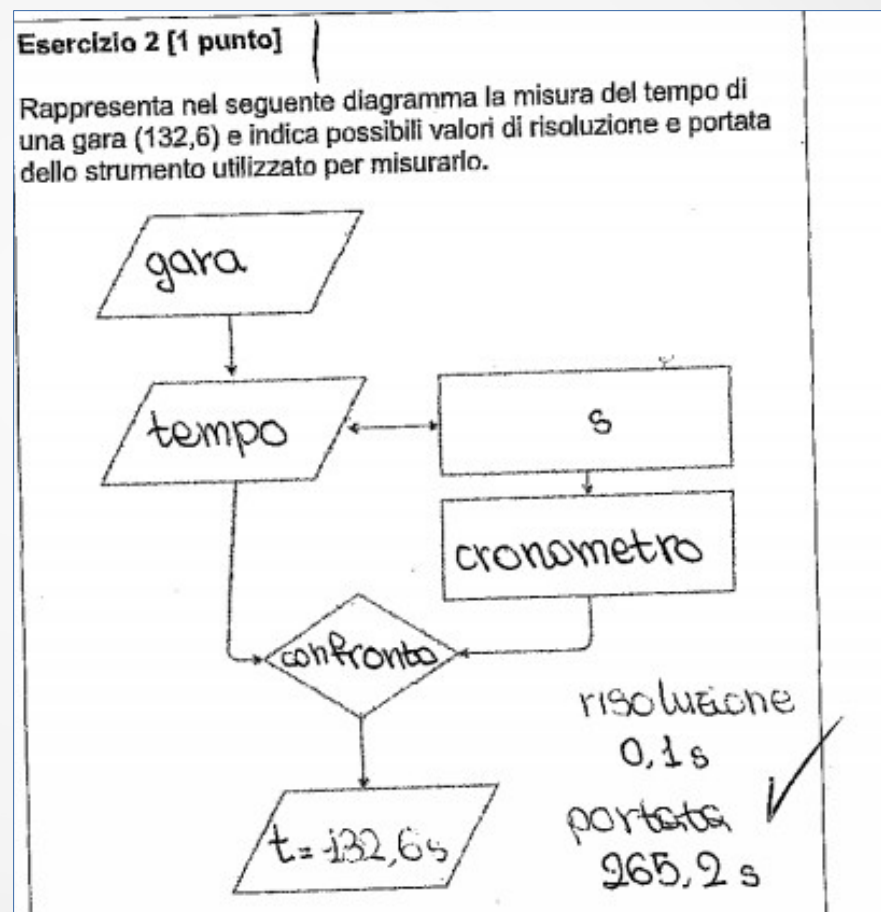 Esercizio 2 [1 punto]
Rappresenta nel seguente diagramma la misura del tempo di
una gara (132,6) e indica possibili valori di risoluzione e portata
dello strumento utilizzato per misurarlo.
gara
tempo
s
cronometro
confronto
risoluzione
0,1 s
portata
265,2 s
t = 132,6 s